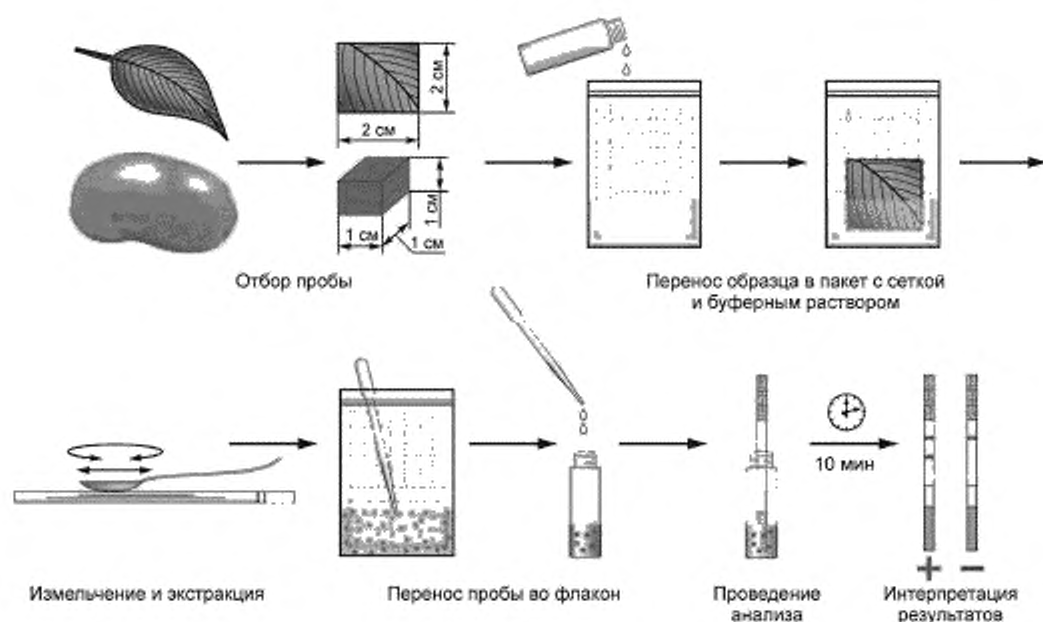 2 см
2 см
1 см
1 см
1 см
Отбор пробы
Перенос образца в пакет с сеткой
и буферным раствором
10 мин
+ −
Измельчение и экстракция
Перенос пробы во флакон
Проведение
анализа
Интерпретация
результатов